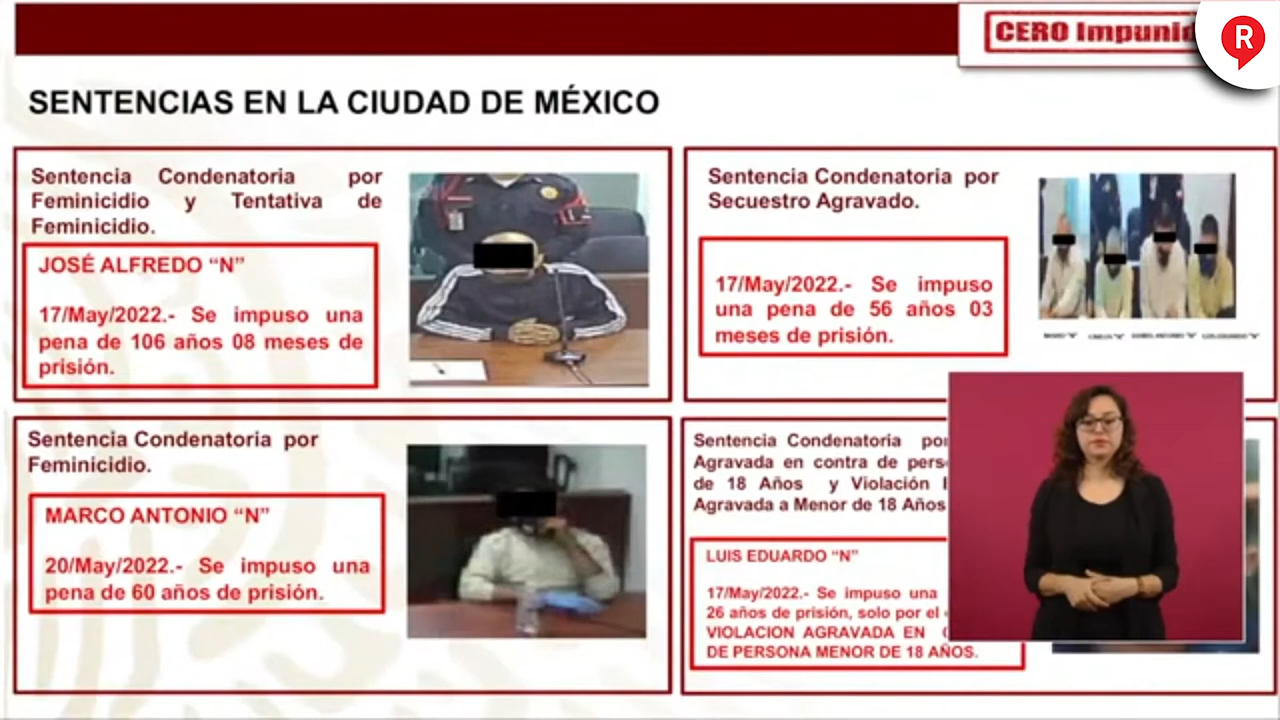 CERO Impuni
R
SENTENCIAS EN LA CIUDAD DE MÉXICO
Sentencia Condenatoria por
Feminicidio y Tentativa de
Feminicidio.
JOSÉ ALFREDO “N”
17/May/2022.- Se impuso una
pena de 106 años 08 meses de
prisión.
Sentencia Condenatoria por
Secuestro Agravado.
17/May/2022.- Se impuso
una pena de 56 años 03
meses de prisión.
Sentencia Condenatoria por
Feminicidio.
MARCO ANTONIO “N”
20/May/2022.- Se impuso una
pena de 60 años de prisión.
Sentencia Condenatoria por
Agravada en contra de pers
de 18 Años y Violación
Agravada a Menor de 18 Años
LUIS EDUARDO “N”
17/May/2022.- Se impuso una
26 años de prisión, solo por el
VIOLACION AGRAVADA EN
DE PERSONA MENOR DE 18 AÑOS.